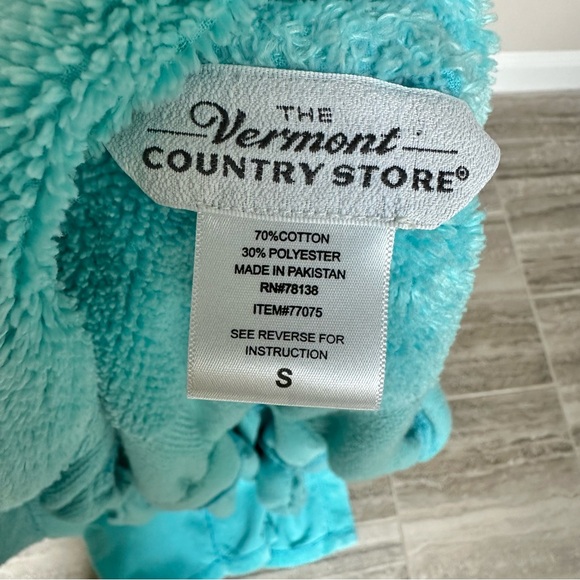 THE
Vermont
COUNTRY STORE®
70%COTTON
30% POLYESTER
MADE IN PAKISTAN
RN#78138
ITEM#77075
SEE REVERSE FOR
INSTRUCTION
S